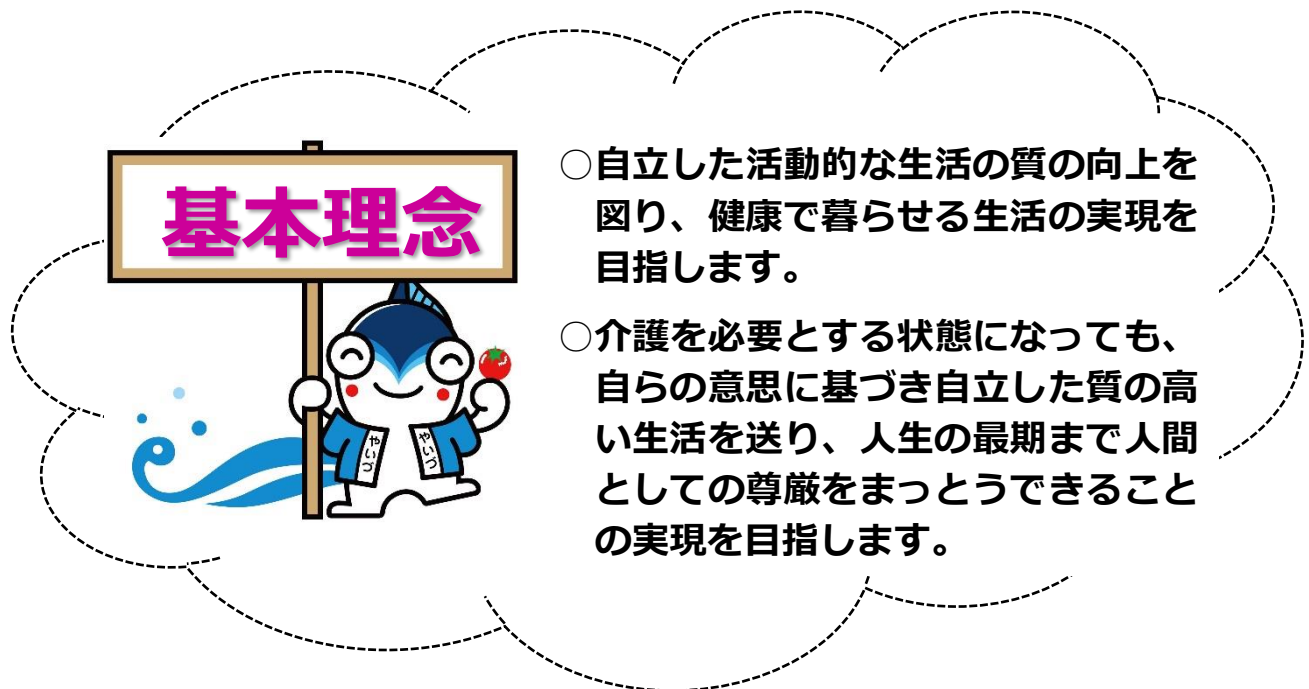 基本理念
○自立した活動的な生活の質の向上を
図り、健康で暮らせる生活の実現を
目指します。
○介護を必要とする状態になっても、
自らの意思に基づき自立した質の高
い生活を送り、人生の最期まで人間
としての尊厳をまっとうできること
の実現を目指します。
やいづ
やいづ